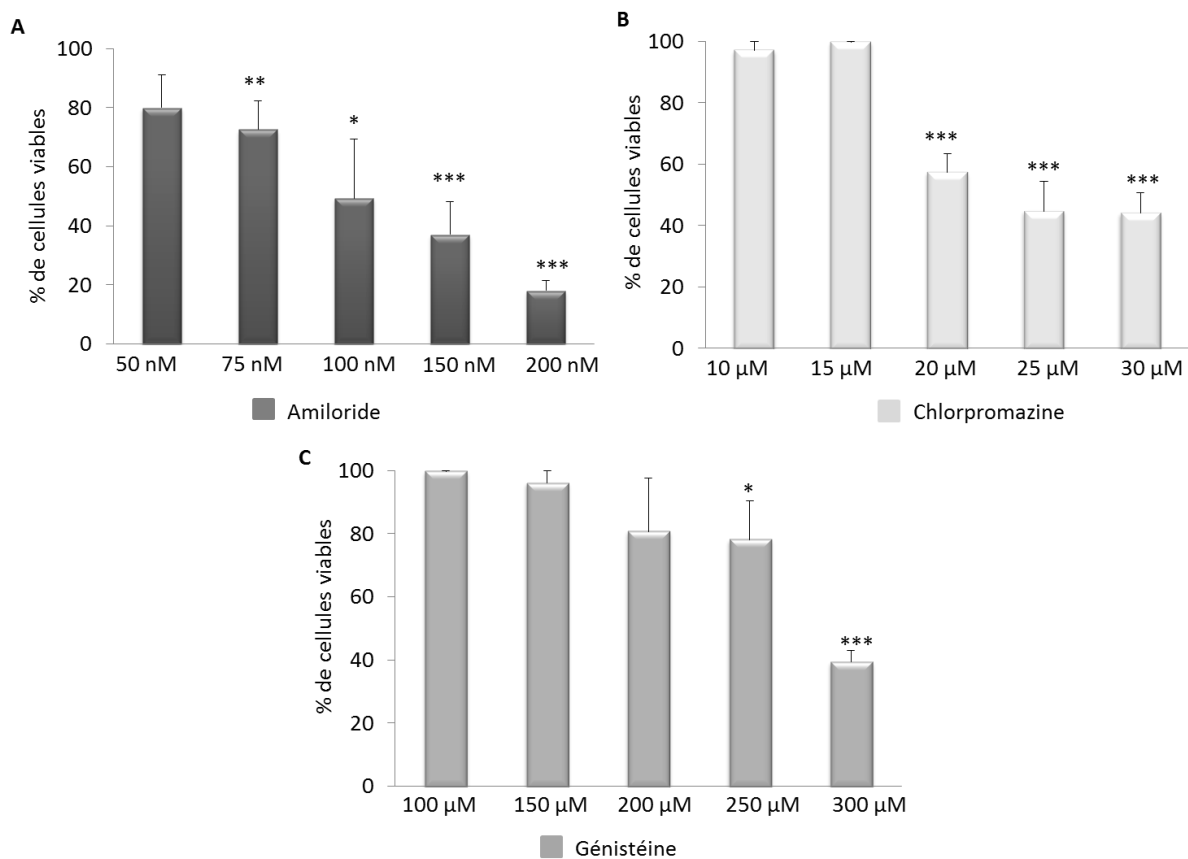 A
% de cellules viables
100
80
60
40
20
0
**
*
***
***
50 nM 75 nM 100 nM 150 nM 200 nM
Amiloride
B
% de cellules viables
100
80
60
40
20
0
***
***
***
10 µM 15 µM 20 µM 25 µM 30 µM
Chlorpromazine
C
% de cellules viables
100
80
60
40
20
0
*
***
100 µM 150 µM 200 µM 250 µM 300 µM
Génistéine